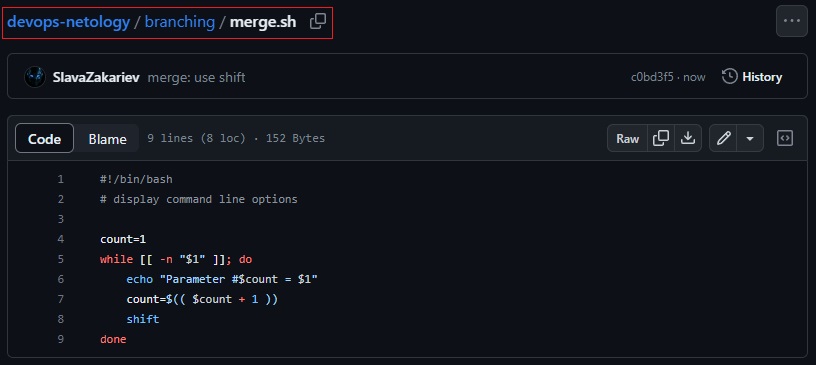 devops-netology / branching / merge.sh
SlavaZakariev merge: use shift c0bd3f5 · now History
Code Blame 9 lines (8 loc) · 152 Bytes Raw
1 #!/bin/bash
2 # display command line options
3
4 count=1
5 while [[ -n "$1" ]]; do
6     echo "Parameter #$count = $1"
7     count=$(( $count + 1 ))
8     shift
9 done